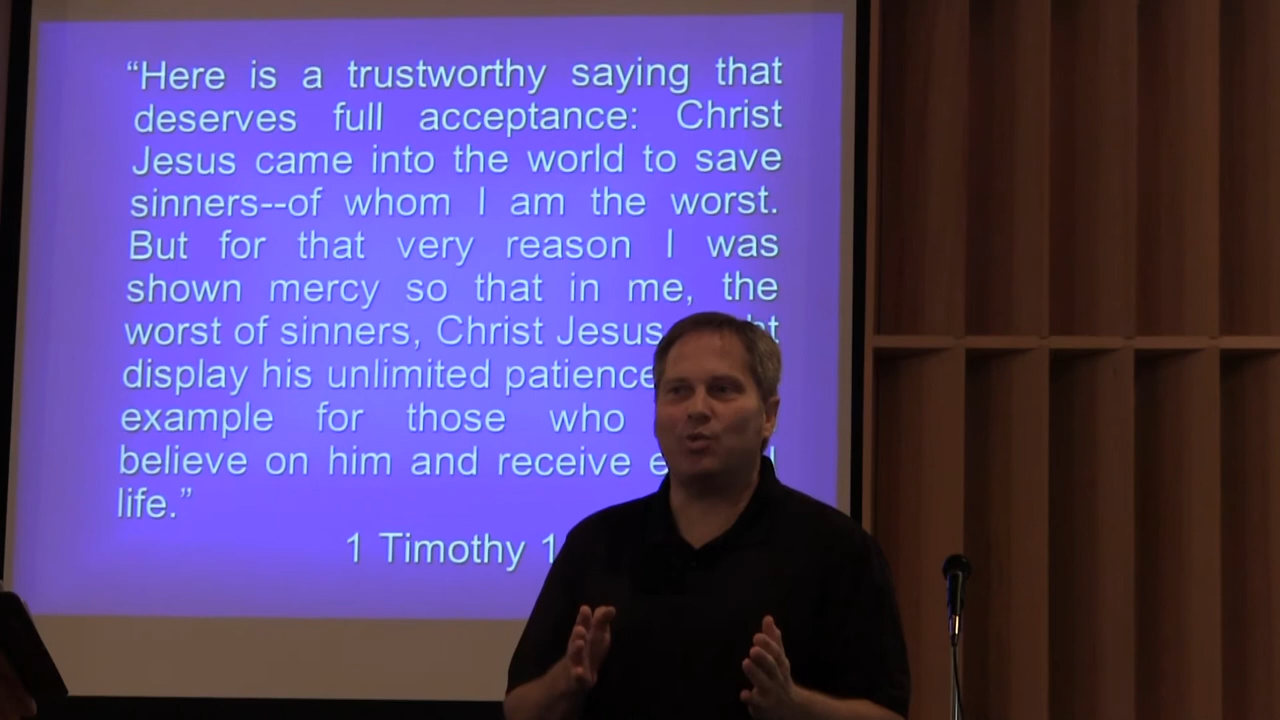 “Here is a trustworthy saying that
deserves full acceptance: Christ
Jesus came into the world to save
sinners--of whom I am the worst.
But for that very reason I was
shown mercy so that in me, the
worst of sinners, Christ Jesus
display his unlimited patience
example for those who
believe on him and receive
life.”
1 Timothy 1